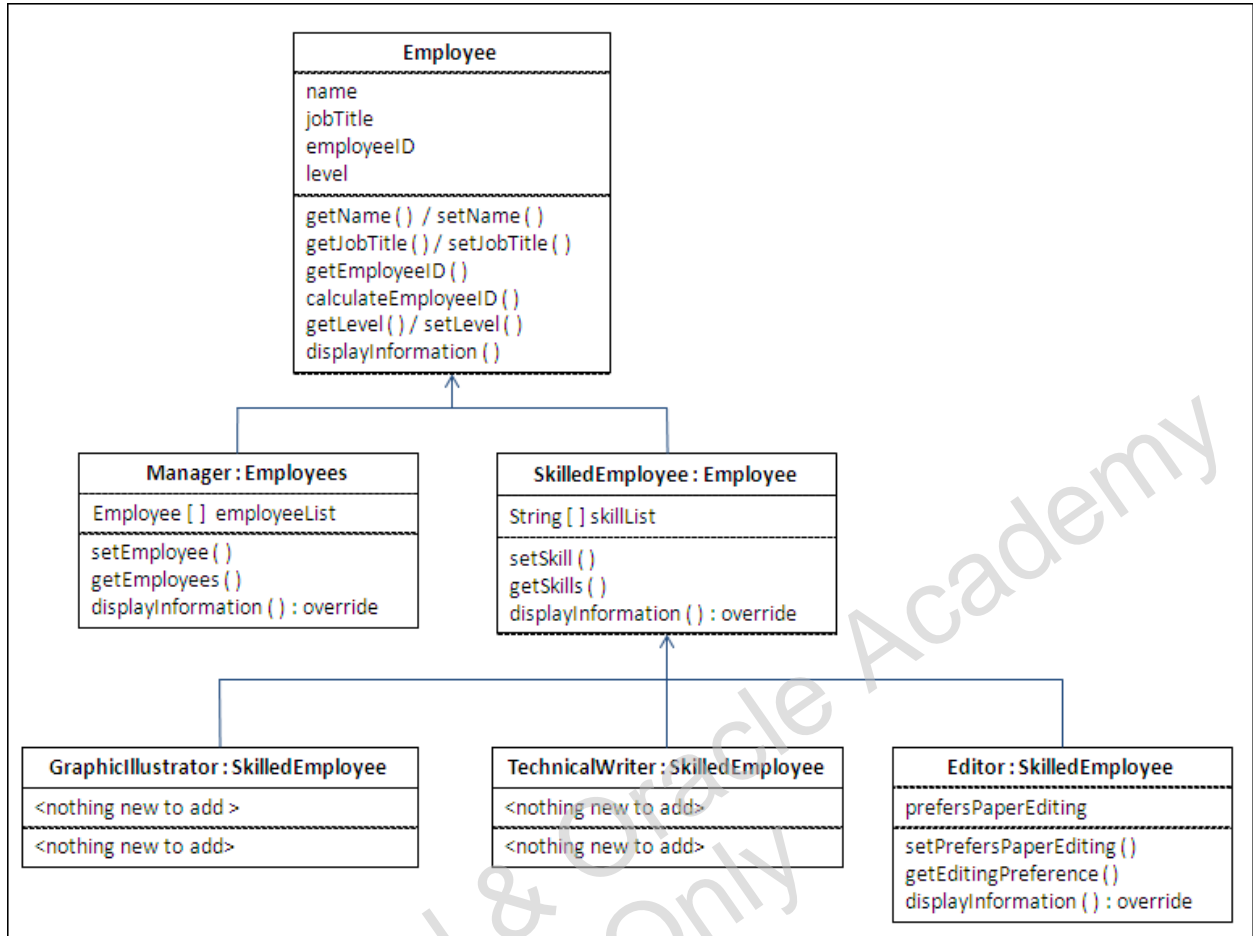 Employee
name
jobTitle
employeeID
level
getName ( ) / setName ( )
getJobTitle ( ) / setJobTitle ( )
getEmployeeID ( )
calculateEmployeeID ( )
getLevel ( ) / setLevel ( )
displayInformation ( )
Manager : Employees
Employee [ ] employeeList
setEmployee ( )
getEmployees ( )
displayInformation ( ) : override
SkilledEmployee : Employee
String [ ] skillList
setSkill ( )
getSkills ( )
displayInformation ( ) : override
GraphicIllustrator : SkilledEmployee
<nothing new to add >
<nothing new to add>
TechnicalWriter : SkilledEmployee
<nothing new to add>
<nothing new to add>
Editor : SkilledEmployee
prefersPaperEditing
setPrefersPaperEditing ( )
getEditingPreference ( )
displayInformation ( ) : override
& Oracle Academy
Only